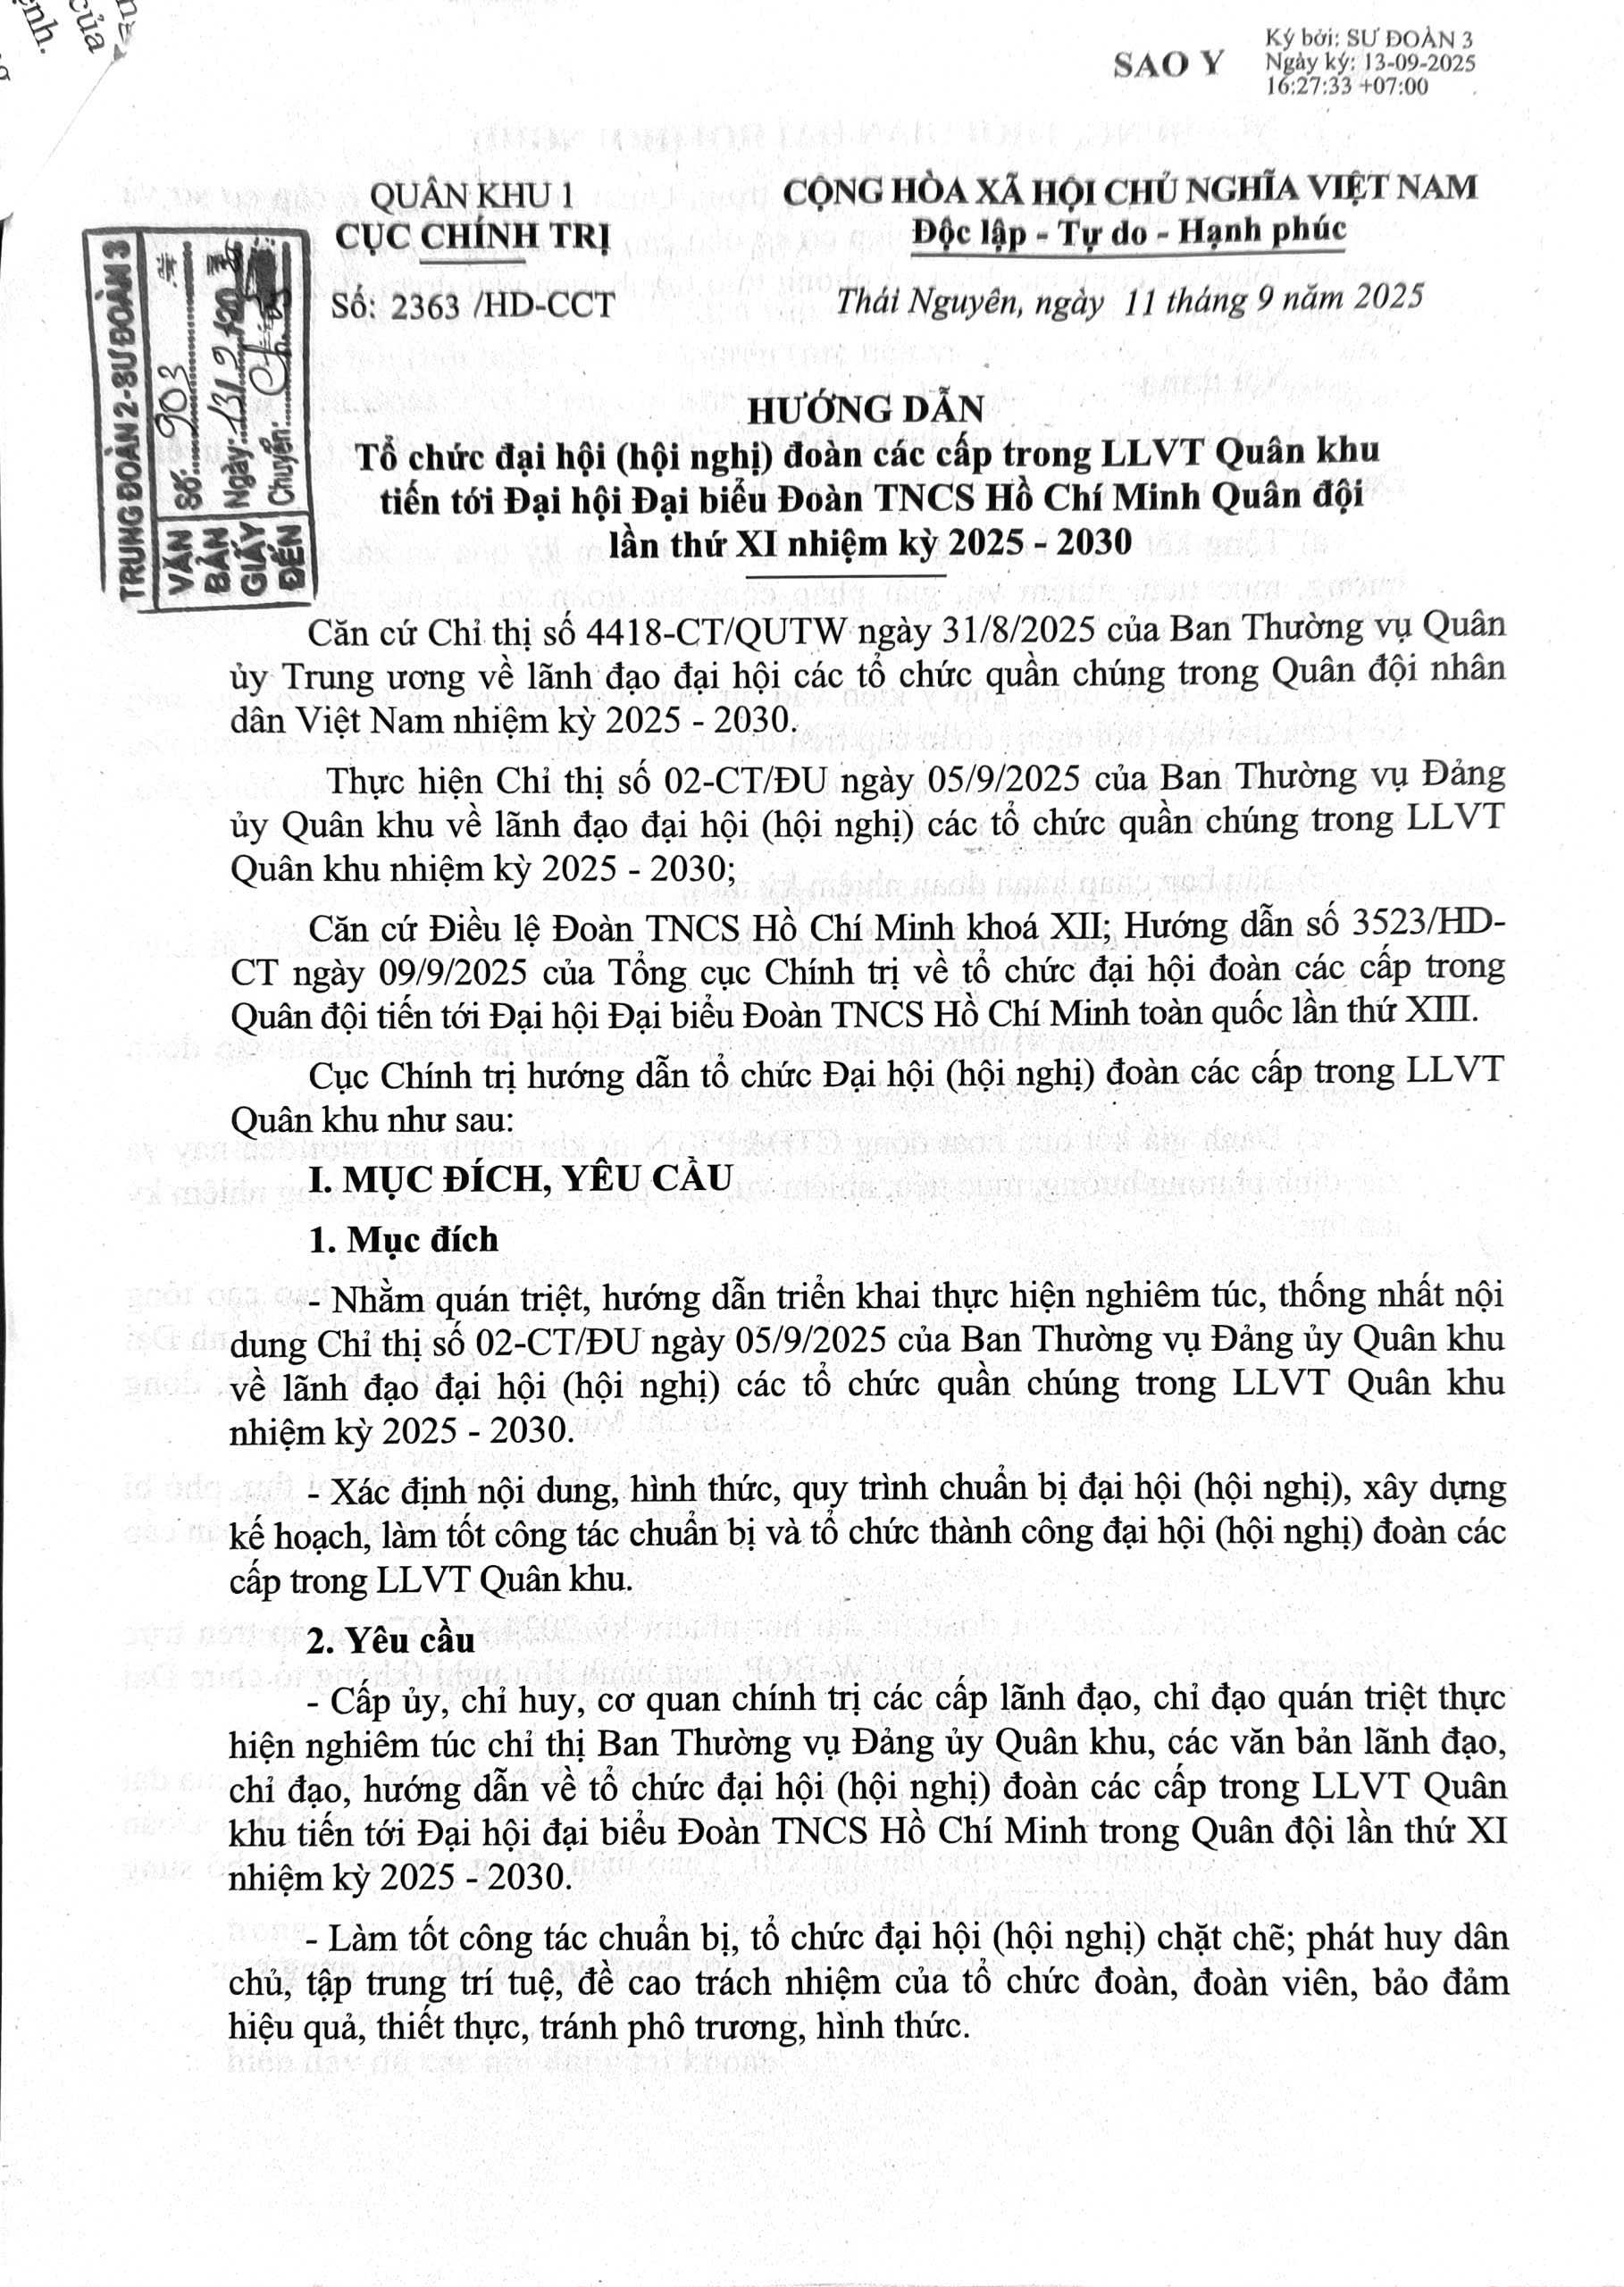 ệnh.
của
SAO Y
Ký bởi: SƯ ĐOÀN 3
Ngày ký: 13-09-2025
16:27:33 +07:00
QUÂN KHU 1
CỤC CHÍNH TRỊ
Số: 2363 /HD-CCT
CỘNG HÒA XÃ HỘI CHỦ NGHĨA VIỆT NAM
Độc lập - Tự do - Hạnh phúc
Thái Nguyên, ngày 11 tháng 9 năm 2025
TRUNG ĐOÀN 2-SƯ ĐOÀN 3
VĂN BẢN GIẤY ĐẾN
Số: 903
Ngày: 13/9
Chuyển:
HƯỚNG DẪN
Tổ chức đại hội (hội nghị) đoàn các cấp trong LLVT Quân khu
tiến tới Đại hội Đại biểu Đoàn TNCS Hồ Chí Minh Quân đội
lần thứ XI nhiệm kỳ 2025 - 2030
Căn cứ Chỉ thị số 4418-CT/QUTW ngày 31/8/2025 của Ban Thường vụ Quân
ủy Trung ương về lãnh đạo đại hội các tổ chức quần chúng trong Quân đội nhân
dân Việt Nam nhiệm kỳ 2025 - 2030.
Thực hiện Chỉ thị số 02-CT/ĐU ngày 05/9/2025 của Ban Thường vụ Đảng
ủy Quân khu về lãnh đạo đại hội (hội nghị) các tổ chức quần chúng trong LLVT
Quân khu nhiệm kỳ 2025 - 2030;
Căn cứ Điều lệ Đoàn TNCS Hồ Chí Minh khoá XII; Hướng dẫn số 3523/HD-
CT ngày 09/9/2025 của Tổng cục Chính trị về tổ chức đại hội đoàn các cấp trong
Quân đội tiến tới Đại hội Đại biểu Đoàn TNCS Hồ Chí Minh toàn quốc lần thứ XIII.
Cục Chính trị hướng dẫn tổ chức Đại hội (hội nghị) đoàn các cấp trong LLVT
Quân khu như sau:
I. MỤC ĐÍCH, YÊU CẦU
1. Mục đích
- Nhằm quán triệt, hướng dẫn triển khai thực hiện nghiêm túc, thống nhất nội
dung Chỉ thị số 02-CT/ĐU ngày 05/9/2025 của Ban Thường vụ Đảng ủy Quân khu
về lãnh đạo đại hội (hội nghị) các tổ chức quần chúng trong LLVT Quân khu
nhiệm kỳ 2025 - 2030.
- Xác định nội dung, hình thức, quy trình chuẩn bị đại hội (hội nghị), xây dựng
kế hoạch, làm tốt công tác chuẩn bị và tổ chức thành công đại hội (hội nghị) đoàn các
cấp trong LLVT Quân khu.
2. Yêu cầu
- Cấp ủy, chỉ huy, cơ quan chính trị các cấp lãnh đạo, chỉ đạo quán triệt thực
hiện nghiêm túc chỉ thị Ban Thường vụ Đảng ủy Quân khu, các văn bản lãnh đạo,
chỉ đạo, hướng dẫn về tổ chức đại hội (hội nghị) đoàn các cấp trong LLVT Quân
khu tiến tới Đại hội đại biểu Đoàn TNCS Hồ Chí Minh trong Quân đội lần thứ XI
nhiệm kỳ 2025 - 2030.
- Làm tốt công tác chuẩn bị, tổ chức đại hội (hội nghị) chặt chẽ; phát huy dân
chủ, tập trung trí tuệ, đề cao trách nhiệm của tổ chức đoàn, đoàn viên, bảo đảm
hiệu quả, thiết thực, tránh phô trương, hình thức.